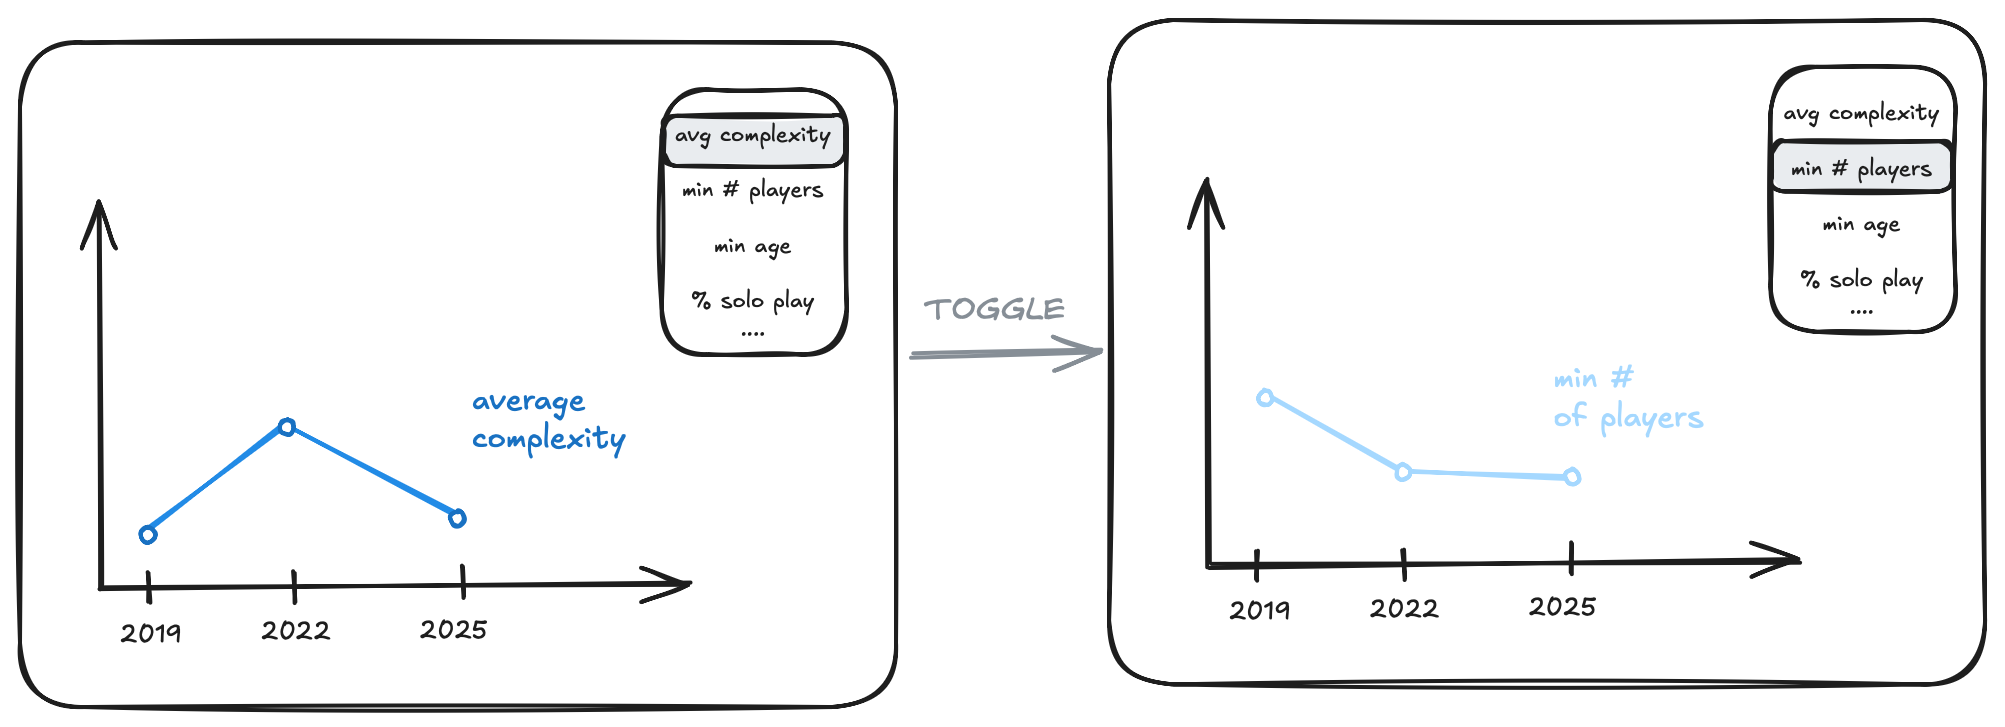 avg complexity
min # players
min age
% solo play
....
average
complexity
2019
2022
2025
TOGGLE
avg complexity
min # players
min age
% solo play
....
min #
of players
2019
2022
2025